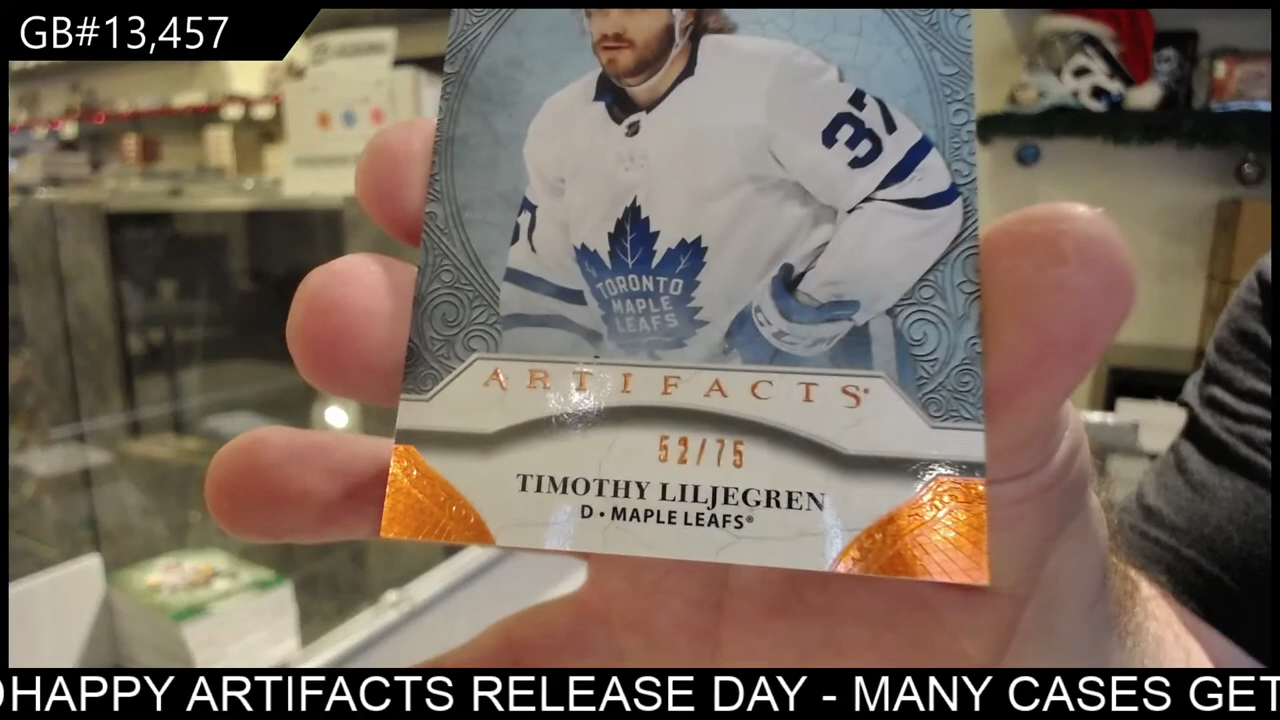 GB#13,457
37
TORONTO
MAPLE
LEAFS
ARTIFACTS
52/75
TIMOTHY LILJEGREN
D • MAPLE LEAFS®
HAPPY ARTIFACTS RELEASE DAY - MANY CASES GET